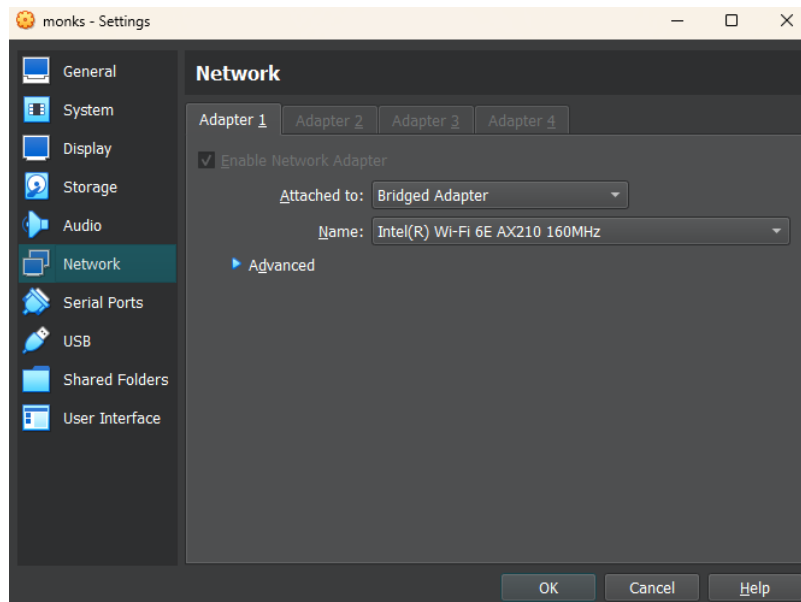 monks - Settings
General
System
Display
Storage
Audio
Network
Serial Ports
USB
Shared Folders
User Interface
Network
Adapter 1 Adapter 2 Adapter 3 Adapter 4
Enable Network Adapter
Attached to: Bridged Adapter
Name: Intel(R) Wi-Fi 6E AX210 160MHz
Advanced
OK Cancel Help